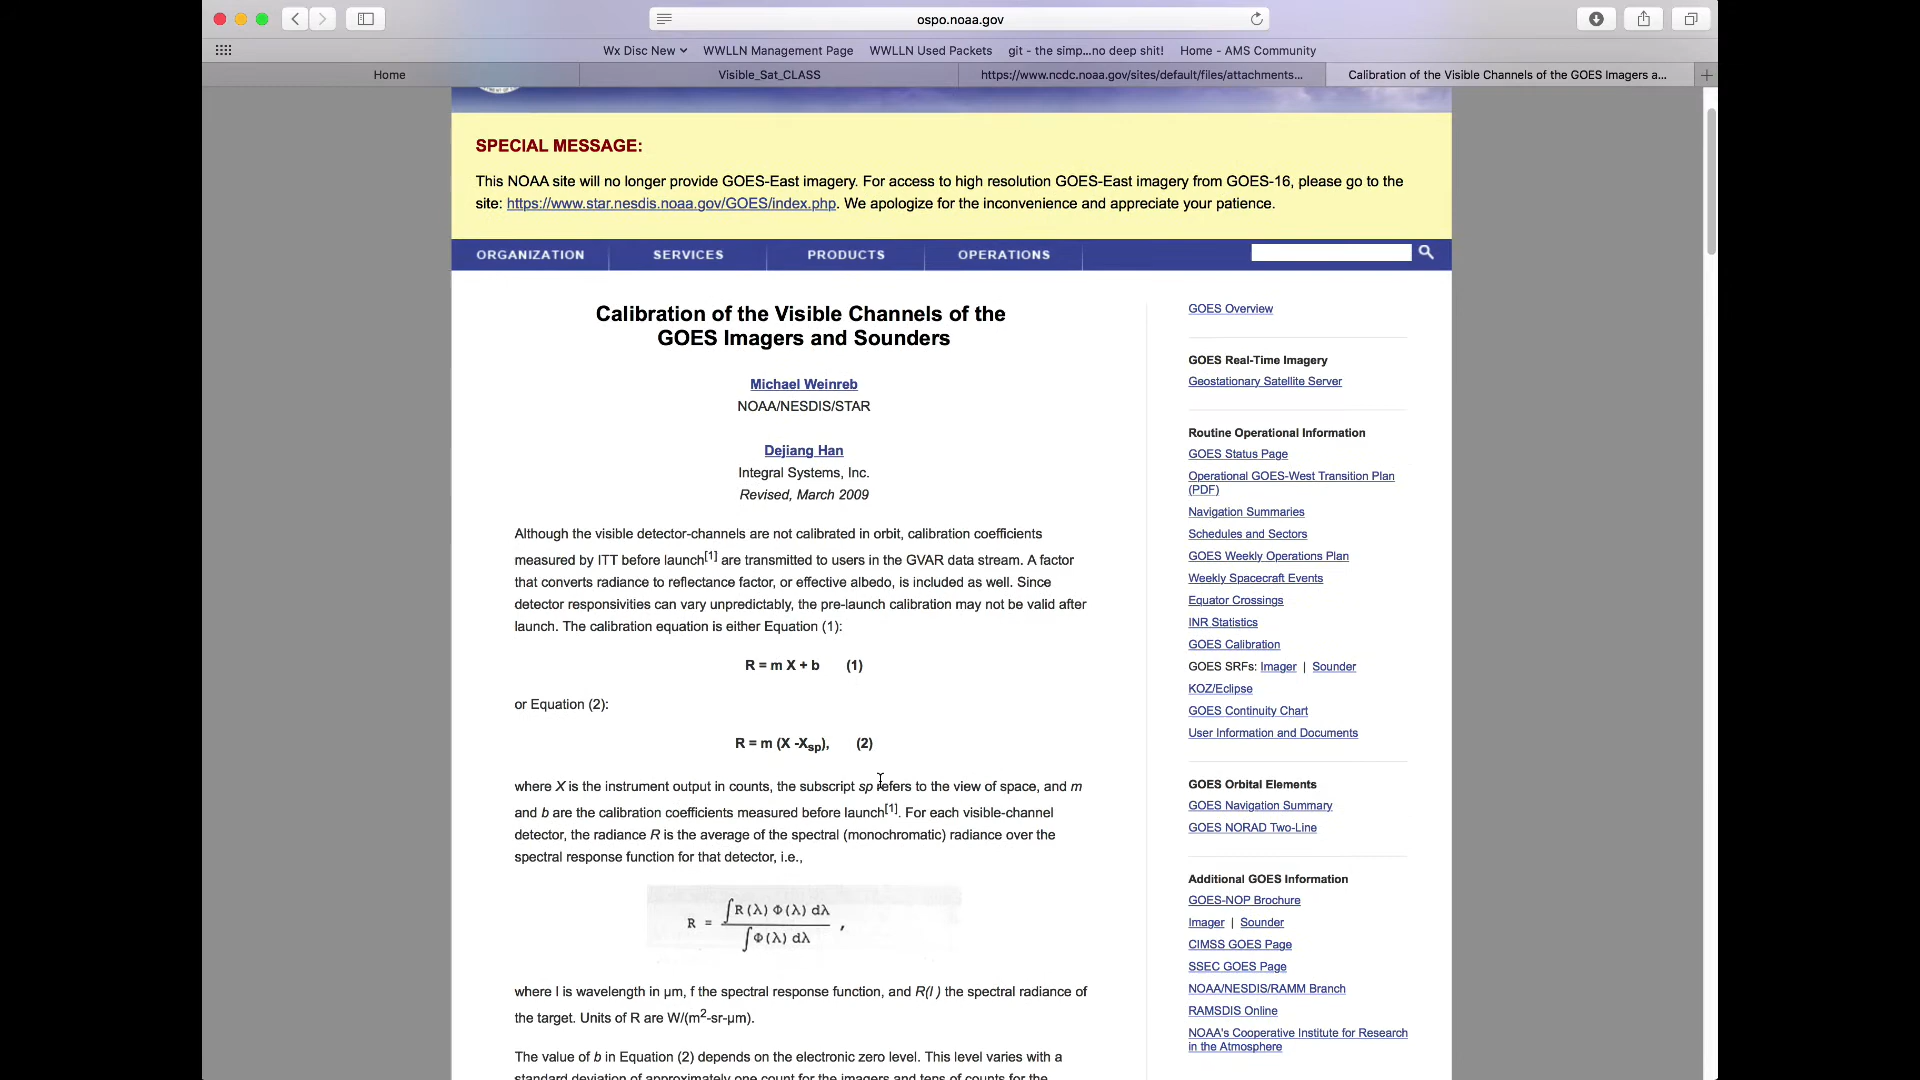 ospo.noaa.gov
Wx Disc New
WWLLN Management Page
WWLLN Used Packets
git - the simp...no deep shit!
Home - AMS Community
Home
Visible_Sat_CLASS
https://www.ncdc.noaa.gov/sites/default/files/attachments...
Calibration of the Visible Channels of the GOES Imagers a...
SPECIAL MESSAGE:
This NOAA site will no longer provide GOES-East imagery. For access to high resolution GOES-East imagery from GOES-16, please go to the
site: https://www.star.nesdis.noaa.gov/GOES/index.php. We apologize for the inconvenience and appreciate your patience.
ORGANIZATION SERVICES PRODUCTS OPERATIONS
Calibration of the Visible Channels of the
GOES Imagers and Sounders
Michael Weinreb
NOAA/NESDIS/STAR
Dejiang Han
Integral Systems, Inc.
Revised, March 2009
Although the visible detector-channels are not calibrated in orbit, calibration coefficients
measured by ITT before launch[1] are transmitted to users in the GVAR data stream. A factor
that converts radiance to reflectance factor, or effective albedo, is included as well. Since
detector responsivities can vary unpredictably, the pre-launch calibration may not be valid after
launch. The calibration equation is either Equation (1):
R = m X + b (1)
or Equation (2):
R = m (X -Xsp), (2)
where X is the instrument output in counts, the subscript sp refers to the view of space, and m
and b are the calibration coefficients measured before launch[1]. For each visible-channel
detector, the radiance R is the average of the spectral (monochromatic) radiance over the
spectral response function for that detector, i.e.,
R = ∫R(λ) Φ(λ) dλ / ∫Φ(λ) dλ ,
where l is wavelength in µm, f the spectral response function, and R(l ) the spectral radiance of
the target. Units of R are W/(m2-sr-µm).
The value of b in Equation (2) depends on the electronic zero level. This level varies with a
standard deviation of approximately one count for the imagers and tens of counts for the
GOES Overview
GOES Real-Time Imagery
Geostationary Satellite Server
Routine Operational Information
GOES Status Page
Operational GOES-West Transition Plan
(PDF)
Navigation Summaries
Schedules and Sectors
GOES Weekly Operations Plan
Weekly Spacecraft Events
Equator Crossings
INR Statistics
GOES Calibration
GOES SRFs: Imager | Sounder
KOZ/Eclipse
GOES Continuity Chart
User Information and Documents
GOES Orbital Elements
GOES Navigation Summary
GOES NORAD Two-Line
Additional GOES Information
GOES-NOP Brochure
Imager | Sounder
CIMSS GOES Page
SSEC GOES Page
NOAA/NESDIS/RAMM Branch
RAMSDIS Online
NOAA's Cooperative Institute for Research
in the Atmosphere